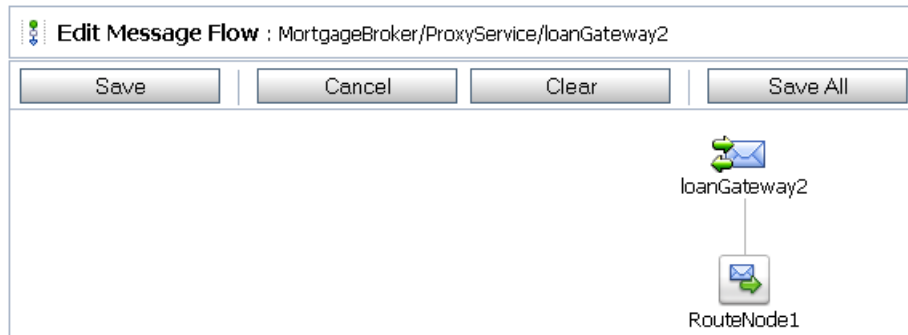 Edit Message Flow : MortgageBroker/ProxyService/loanGateway2
Save Cancel Clear Save All
loanGateway2
RouteNode1